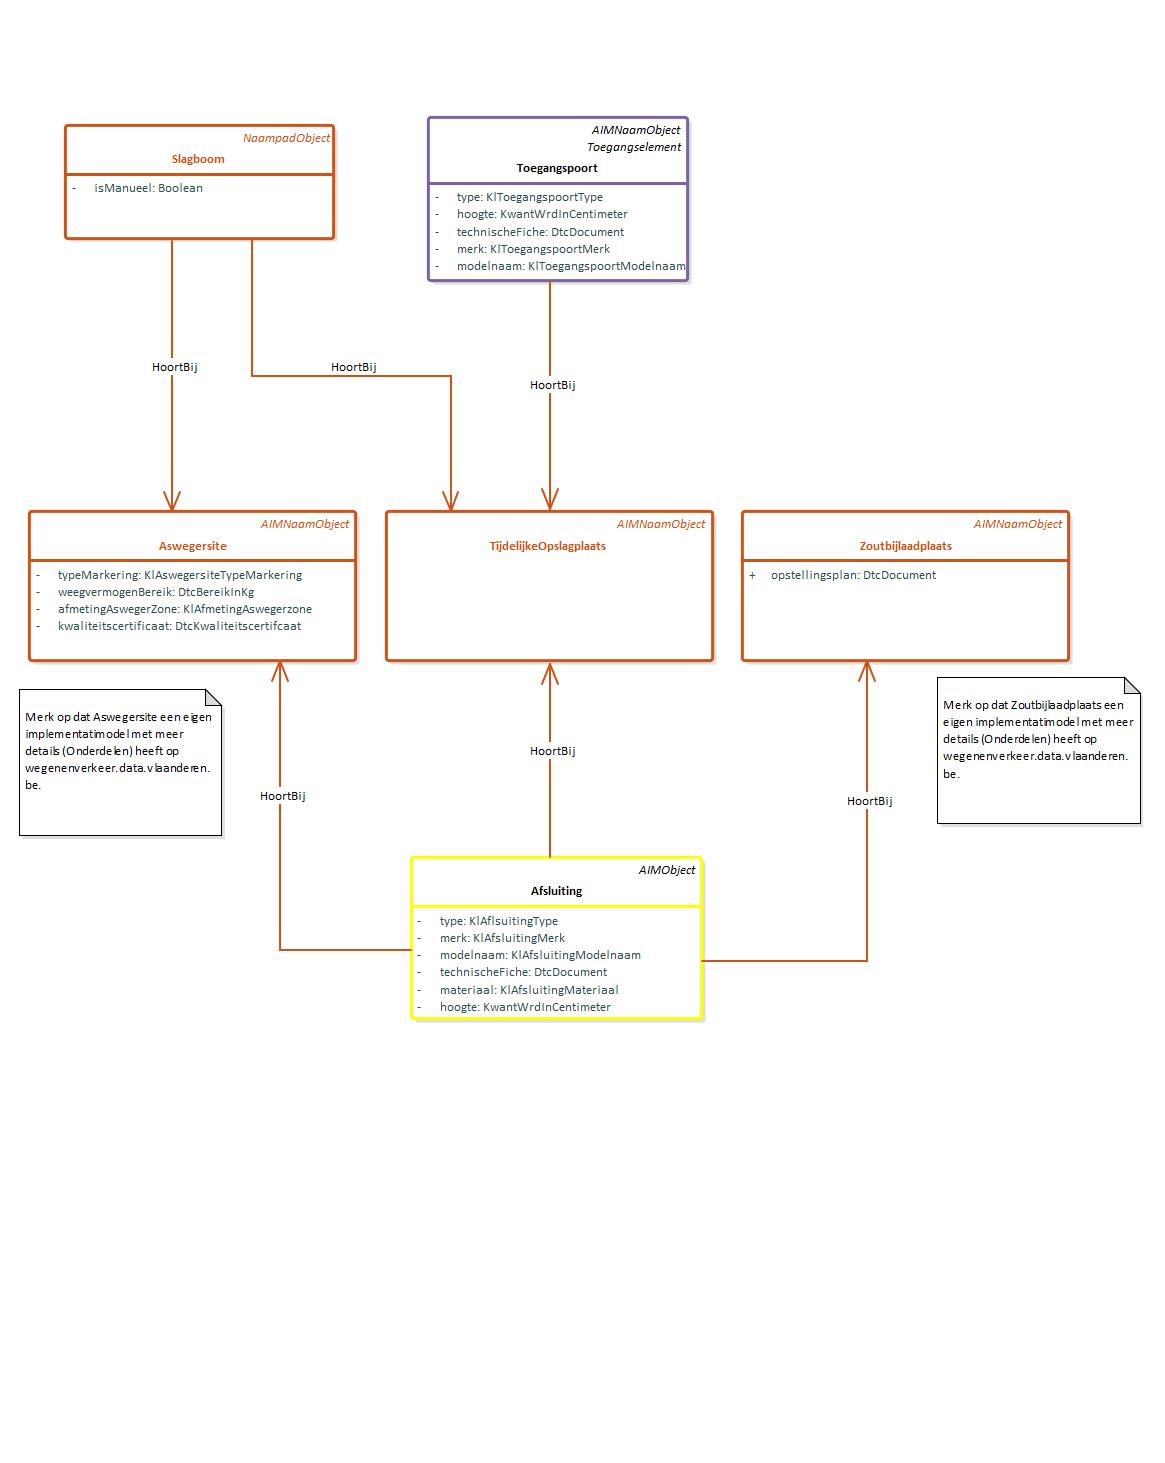 NaampadObject
Slagboom
- isManueel: Boolean
AIMNaamObject
Toegangselement
Toegangspoort
- type: KlToegangspoortType
- hoogte: KwantWrdInCentimeter
- technischeFiche: DtcDocument
- merk: KlToegangspoortMerk
- modelnaam: KlToegangspoortModelnaam
HoortBij
HoortBij
HoortBij
AIMNaamObject
Aswegersite
- typeMarkering: KlAswegersiteTypeMarkering
- weegvermogenBereik: DtcBereikInKg
- afmetingAswegerZone: KlAfmetingAswegerzone
- kwaliteitscertificaat: DtcKwaliteitscertifcaat
AIMNaamObject
TijdelijkeOpslagplaats
AIMNaamObject
Zoutbijlaadplaats
+ opstellingsplan: DtcDocument
Merk op dat Aswegersite een eigen
implementatimodel met meer
details (Onderdelen) heeft op
wegenenverkeer.data.vlaanderen.
be.
Merk op dat Zoutbijlaadplaats een
eigen implementatimodel met meer
details (Onderdelen) heeft op
wegenenverkeer.data.vlaanderen.
be.
HoortBij
HoortBij
HoortBij
AIMObject
Afsluiting
- type: KlAflsuitingType
- merk: KlAfsluitingMerk
- modelnaam: KlAfsluitingModelnaam
- technischeFiche: DtcDocument
- materiaal: KlAfsluitingMateriaal
- hoogte: KwantWrdInCentimeter